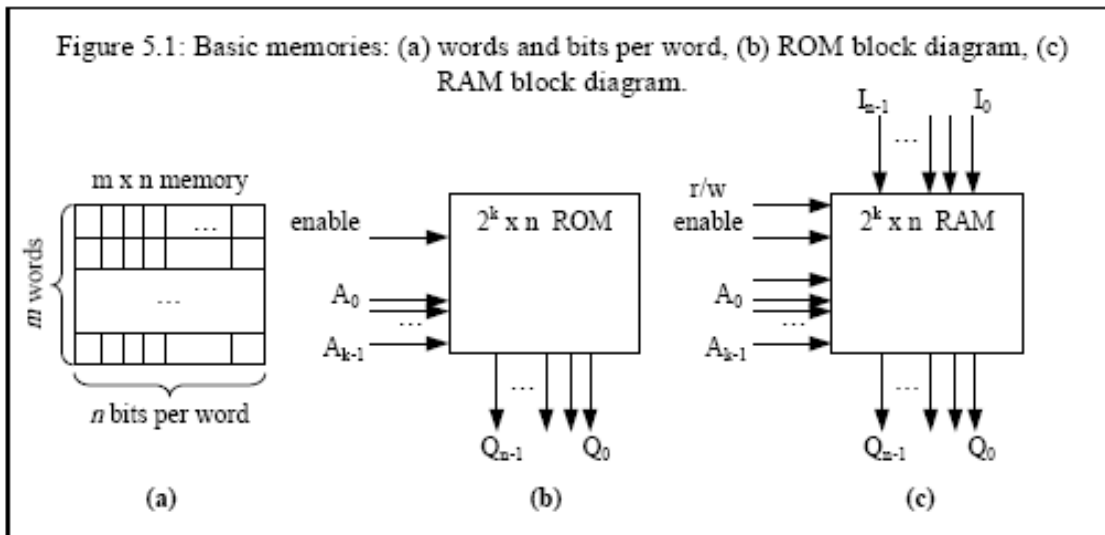 Figure 5.1: Basic memories: (a) words and bits per word, (b) ROM block diagram, (c)
RAM block diagram.
m x n memory
…
…
m words
n bits per word
(a)
enable
2ᵏ x n ROM
A₀
…
Aₖ₋₁
…
Qₙ₋₁ Q₀
(b)
Iₙ₋₁ I₀
…
r/w
enable
2ᵏ x n RAM
A₀
…
Aₖ₋₁
…
Qₙ₋₁ Q₀
(c)